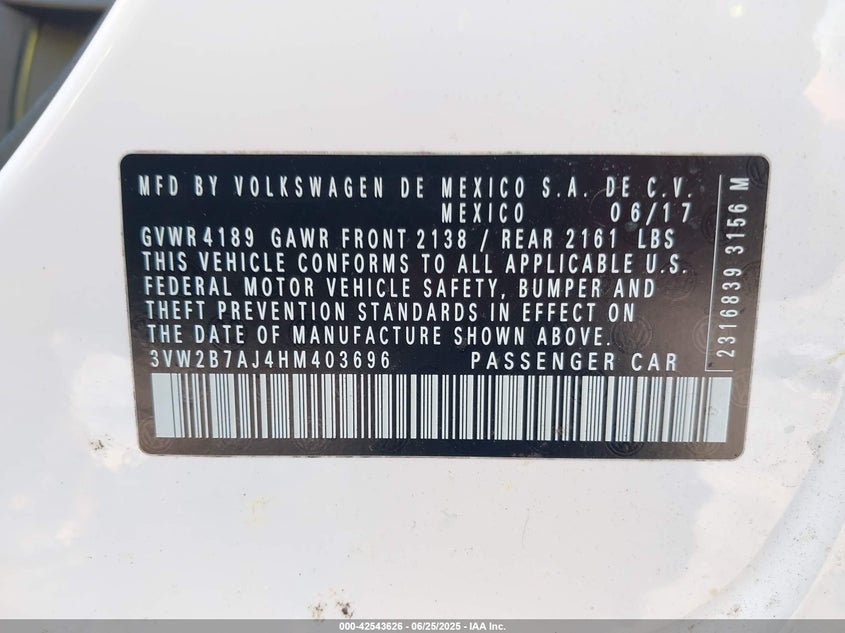 MFD BY VOLKSWAGEN DE MEXICO S.A. DE C.V.
MEXICO 06/17
GVWR 4189 GAWR FRONT 2138 / REAR 2161 LBS
THIS VEHICLE CONFORMS TO ALL APPLICABLE U.S.
FEDERAL MOTOR VEHICLE SAFETY, BUMPER AND
THEFT PREVENTION STANDARDS IN EFFECT ON
THE DATE OF MANUFACTURE SHOWN ABOVE.
3VW2B7AJ4HM403696 PASSENGER CAR
2316839 3156 M
000-42543626 - 06/25/2025 - IAA Inc.